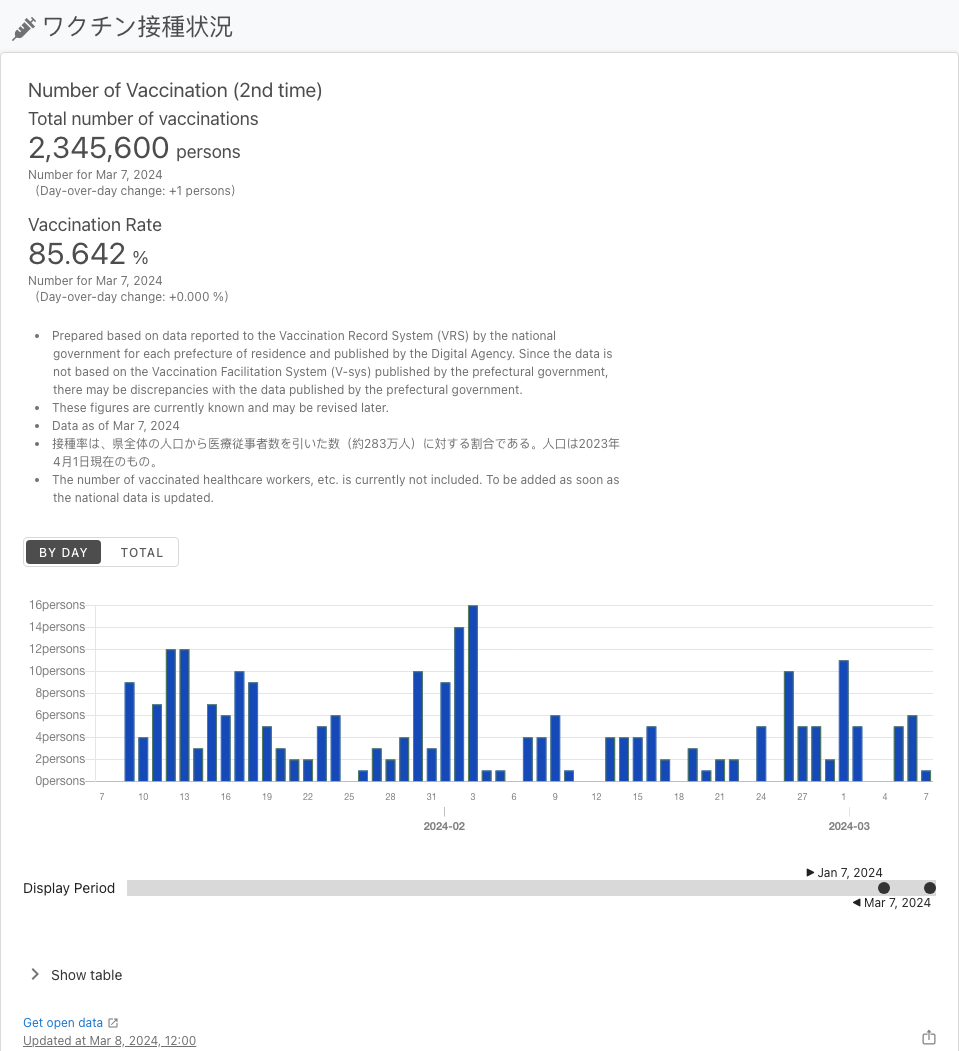 ワクチン接種状況
Number of Vaccination (2nd time)
Total number of vaccinations
2,345,600 persons
Number for Mar 7, 2024
(Day-over-day change: +1 persons)
Vaccination Rate
85.642 %
Number for Mar 7, 2024
(Day-over-day change: +0.000 %)
• Prepared based on data reported to the Vaccination Record System (VRS) by the national
government for each prefecture of residence and published by the Digital Agency. Since the data is
not based on the Vaccination Facilitation System (V-sys) published by the prefectural government,
there may be discrepancies with the data published by the prefectural government.
• These figures are currently known and may be revised later.
• Data as of Mar 7, 2024
• 接種率は、県全体の人口から医療従事者数を引いた数（約283万人）に対する割合である。人口は2023年
4月1日現在のもの。
• The number of vaccinated healthcare workers, etc. is currently not included. To be added as soon as
the national data is updated.
BY DAY TOTAL
16persons
14persons
12persons
10persons
8persons
6persons
4persons
2persons
0persons
7 10 13 16 19 22 25 28 31 3 6 9 12 15 18 21 24 27 1 4 7
2024-02 2024-03
Jan 7, 2024
Display Period
Mar 7, 2024
Show table
Get open data
Updated at Mar 8, 2024, 12:00